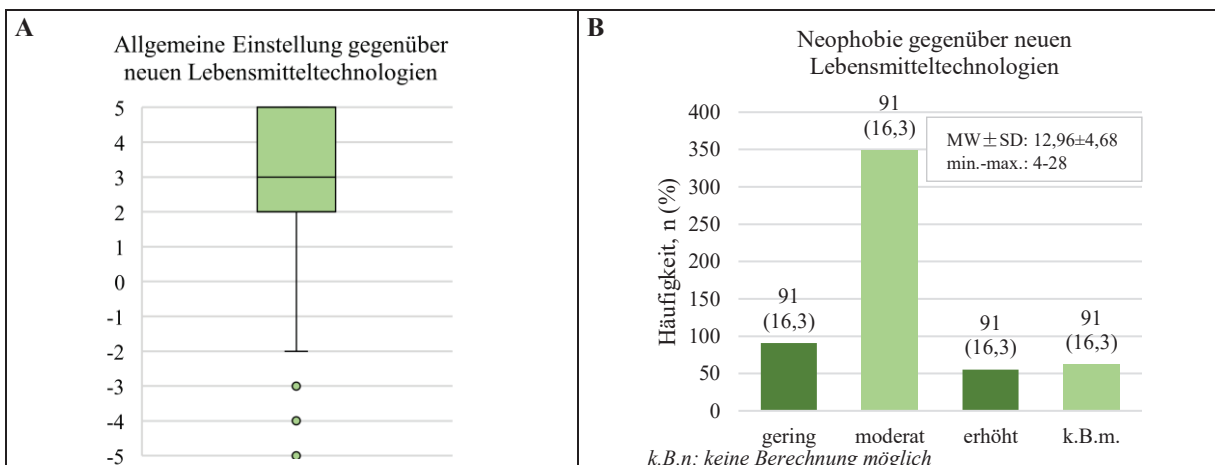 A
Allgemeine Einstellung gegenüber
neuen Lebensmitteltechnologien
5
4
3
2
1
0
-1
-2
-3
-4
-5
B
Neophobie gegenüber neuen
Lebensmitteltechnologien
Häufigkeit, n (%)
400
350
300
250
200
150
100
50
0
91
(16,3)
91
(16,3)
91
(16,3)
91
(16,3)
MW±SD: 12,96±4,68
min.-max.: 4-28
gering moderat erhöht k.B.m.
k.B.n: keine Berechnung möglich